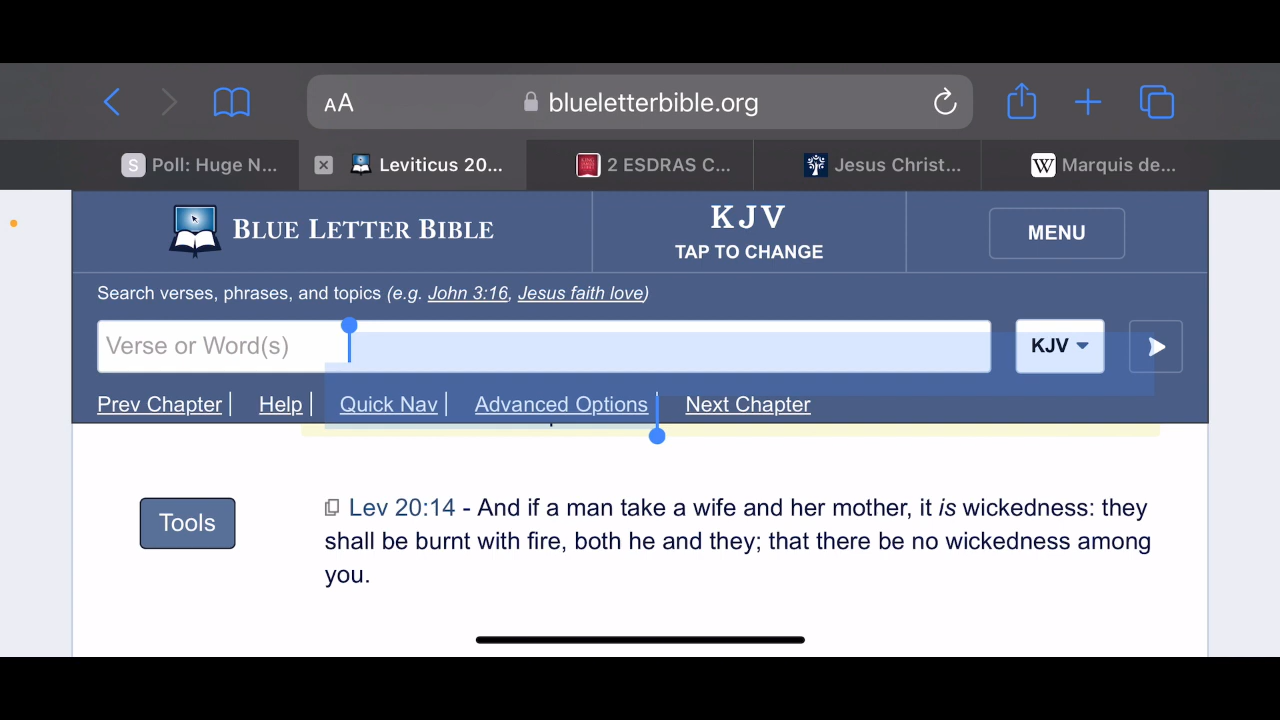 AA blueletterbible.org
S Poll: Huge N... Leviticus 20... 2 ESDRAS C... Jesus Christ... W Marquis de...
BLUE LETTER BIBLE KJV MENU
TAP TO CHANGE
Search verses, phrases, and topics (e.g. John 3:16, Jesus faith love)
Verse or Word(s) KJV
Prev Chapter| Help| Quick Nav| Advanced Options| Next Chapter
Tools
Lev 20:14 - And if a man take a wife and her mother, it is wickedness: they
shall be burnt with fire, both he and they; that there be no wickedness among
you.